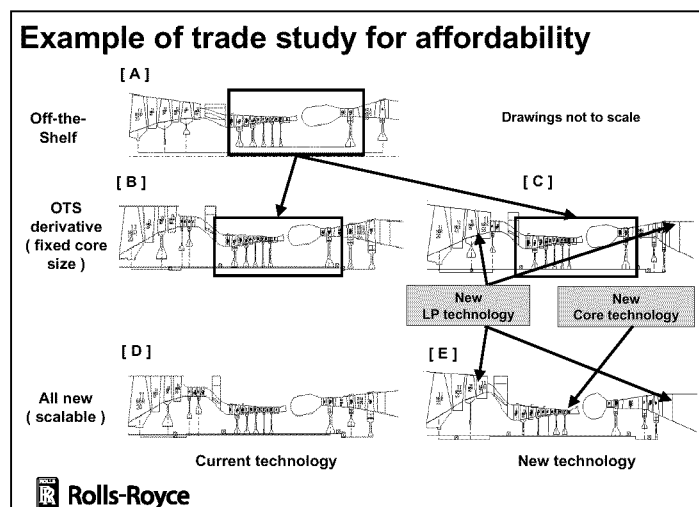 Example of trade study for affordability
[ A ]
Off-the-
Shelf
Drawings not to scale
[ B ]
[ C ]
OTS
derivative
( fixed core
size )
New
LP technology
New
Core technology
[ D ]
[ E ]
All new
( scalable )
Current technology
New technology
Rolls-Royce